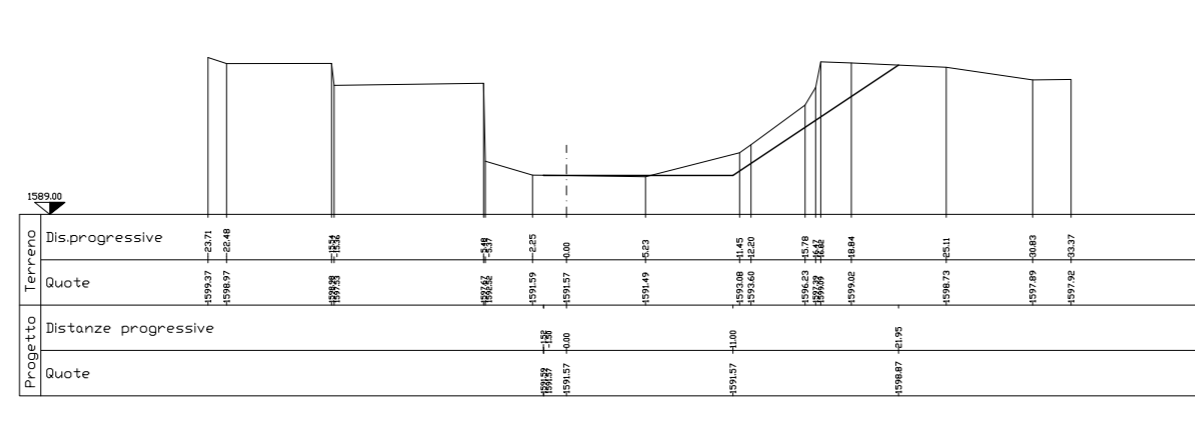 1589.00
Terreno
Dis.progressive
-23.71 -22.48 -2.25 0.00 5.23 11.45 12.20 15.78 18.84 25.11 30.83 33.37
Quote
1599.37 1598.97 1591.59 1591.57 1591.49 1593.08 1593.60 1596.23 1599.02 1598.73 1597.89 1597.92
Progetto
Distanze progressive
0.00 11.00 21.95
Quote
1591.57 1591.57 1598.87